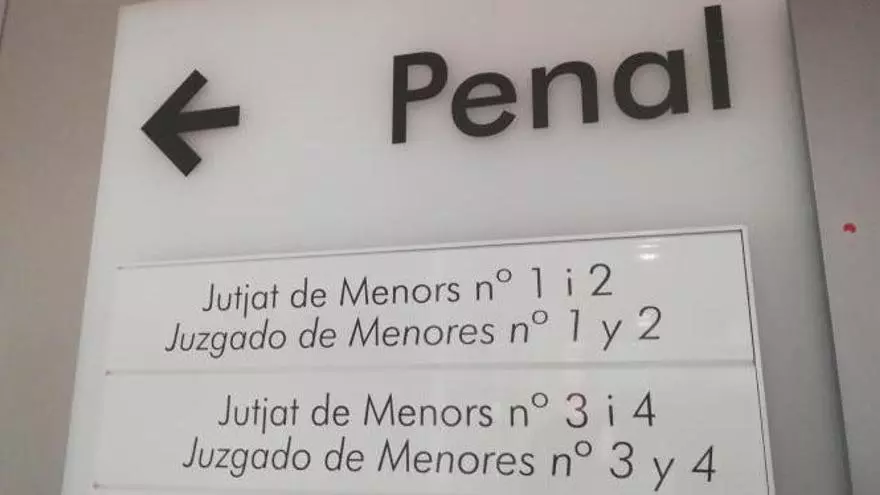 Penal
Jutjat de Menors nº 1 i 2
Juzgado de Menores nº 1 y 2
Jutjat de Menors nº 3 i 4
Juzgado de Menores nº 3 y 4